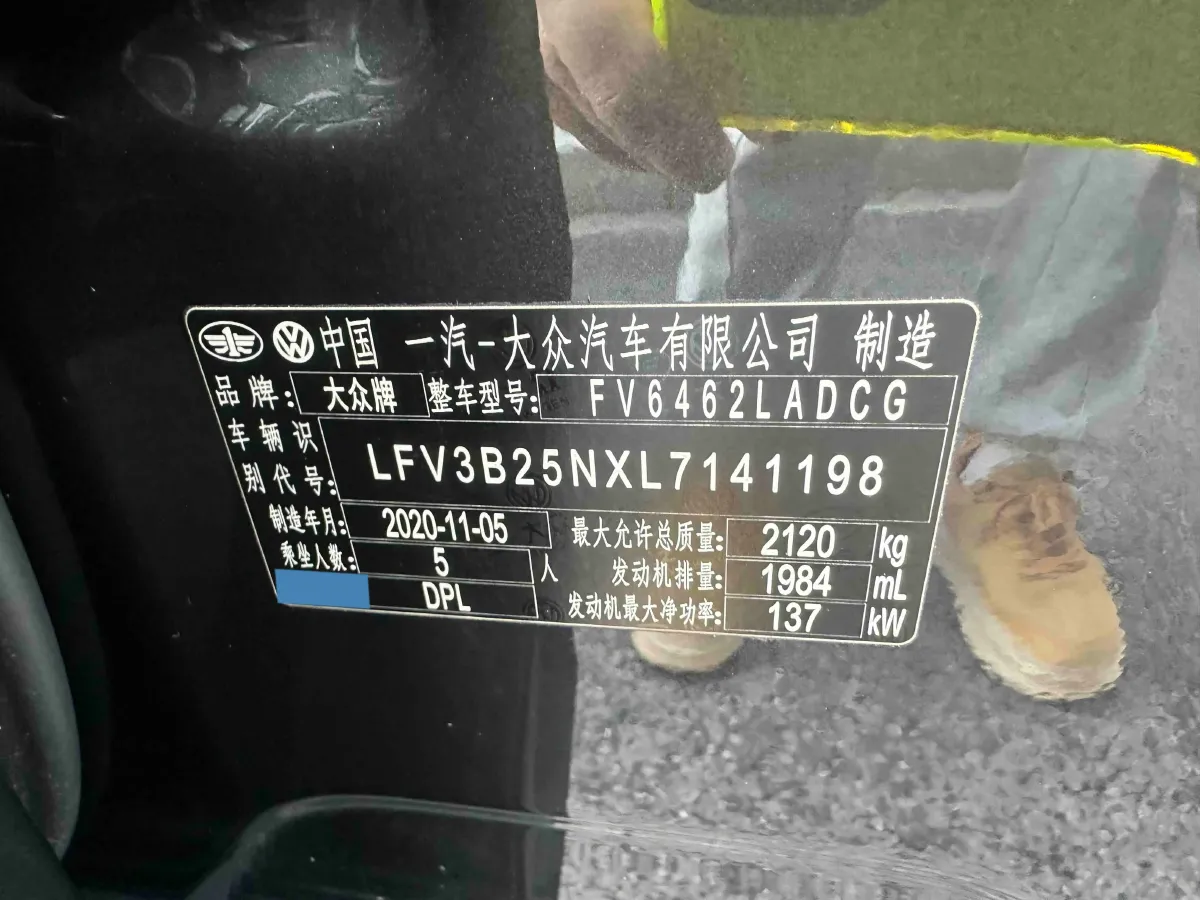 中国 一汽-大众汽车有限公司 制造
品牌: 大众牌 整车型号: FV6462LADCG
车辆识别代号: LFV3B25NXL7141198
制造年月: 2020-11-05 最大允许总质量: 2120 kg
乘坐人数: 5 人 发动机排量: 1984 mL
DPL 发动机最大净功率: 137 kW